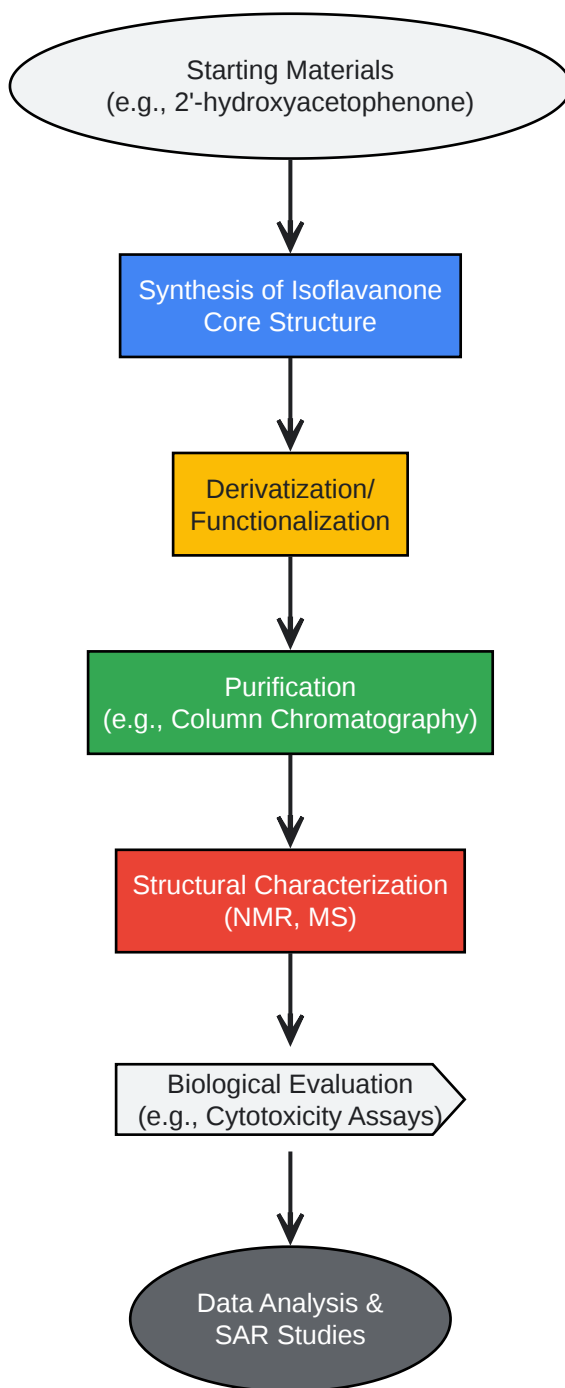 Starting Materials
(e.g., 2'-hydroxyacetophenone)
Synthesis of Isoflavanone
Core Structure
Derivatization/
Functionalization
Purification
(e.g., Column Chromatography)
Structural Characterization
(NMR, MS)
Biological Evaluation
(e.g., Cytotoxicity Assays)
Data Analysis &
SAR Studies